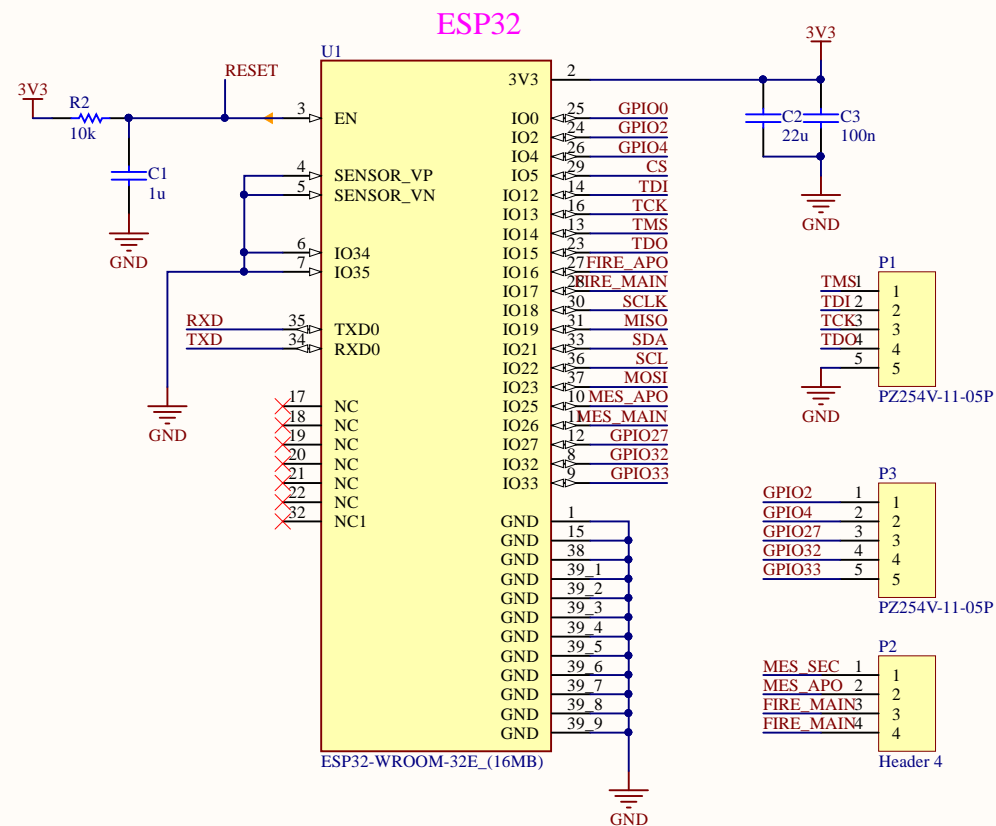 ESP32
U1
3V3
R2
10k
RESET
C1
1u
GND
3 EN
4 SENSOR_VP
5 SENSOR_VN
6 IO34
7 IO35
RXD 35 TXD0
TXD 34 RXD0
GND
17 NC
18 NC
19 NC
20 NC
21 NC
22 NC
32 NC1
3V3 2
IO0 25 GPIO0
IO2 24 GPIO2
IO4 26 GPIO4
IO5 29 CS
IO12 14 TDI
IO13 16 TCK
IO14 13 TMS
IO15 23 TDO
IO16 27 FIRE_APO
IO17 28 FIRE_MAIN
IO18 30 SCLK
IO19 31 MISO
IO21 33 SDA
IO22 36 SCL
IO23 37 MOSI
IO25 10 MES_APO
IO26 11 MES_MAIN
IO27 12 GPIO27
IO32 8 GPIO32
IO33 9 GPIO33
GND 1
GND 15
GND 38
GND 39_1
GND 39_2
GND 39_3
GND 39_4
GND 39_5
GND 39_6
GND 39_7
GND 39_8
GND 39_9
ESP32-WROOM-32E_(16MB)
GND
3V3
C2
22u
C3
100n
GND
P1
TMS 1 1
TDI 2 2
TCK 3 3
TDO 4 4
5 5
GND
PZ254V-11-05P
P3
GPIO2 1 1
GPIO4 2 2
GPIO27 3 3
GPIO32 4 4
GPIO33 5 5
PZ254V-11-05P
P2
MES_SEC 1 1
MES_APO 2 2
FIRE_MAIN 3 3
FIRE_MAIN 4 4
Header 4